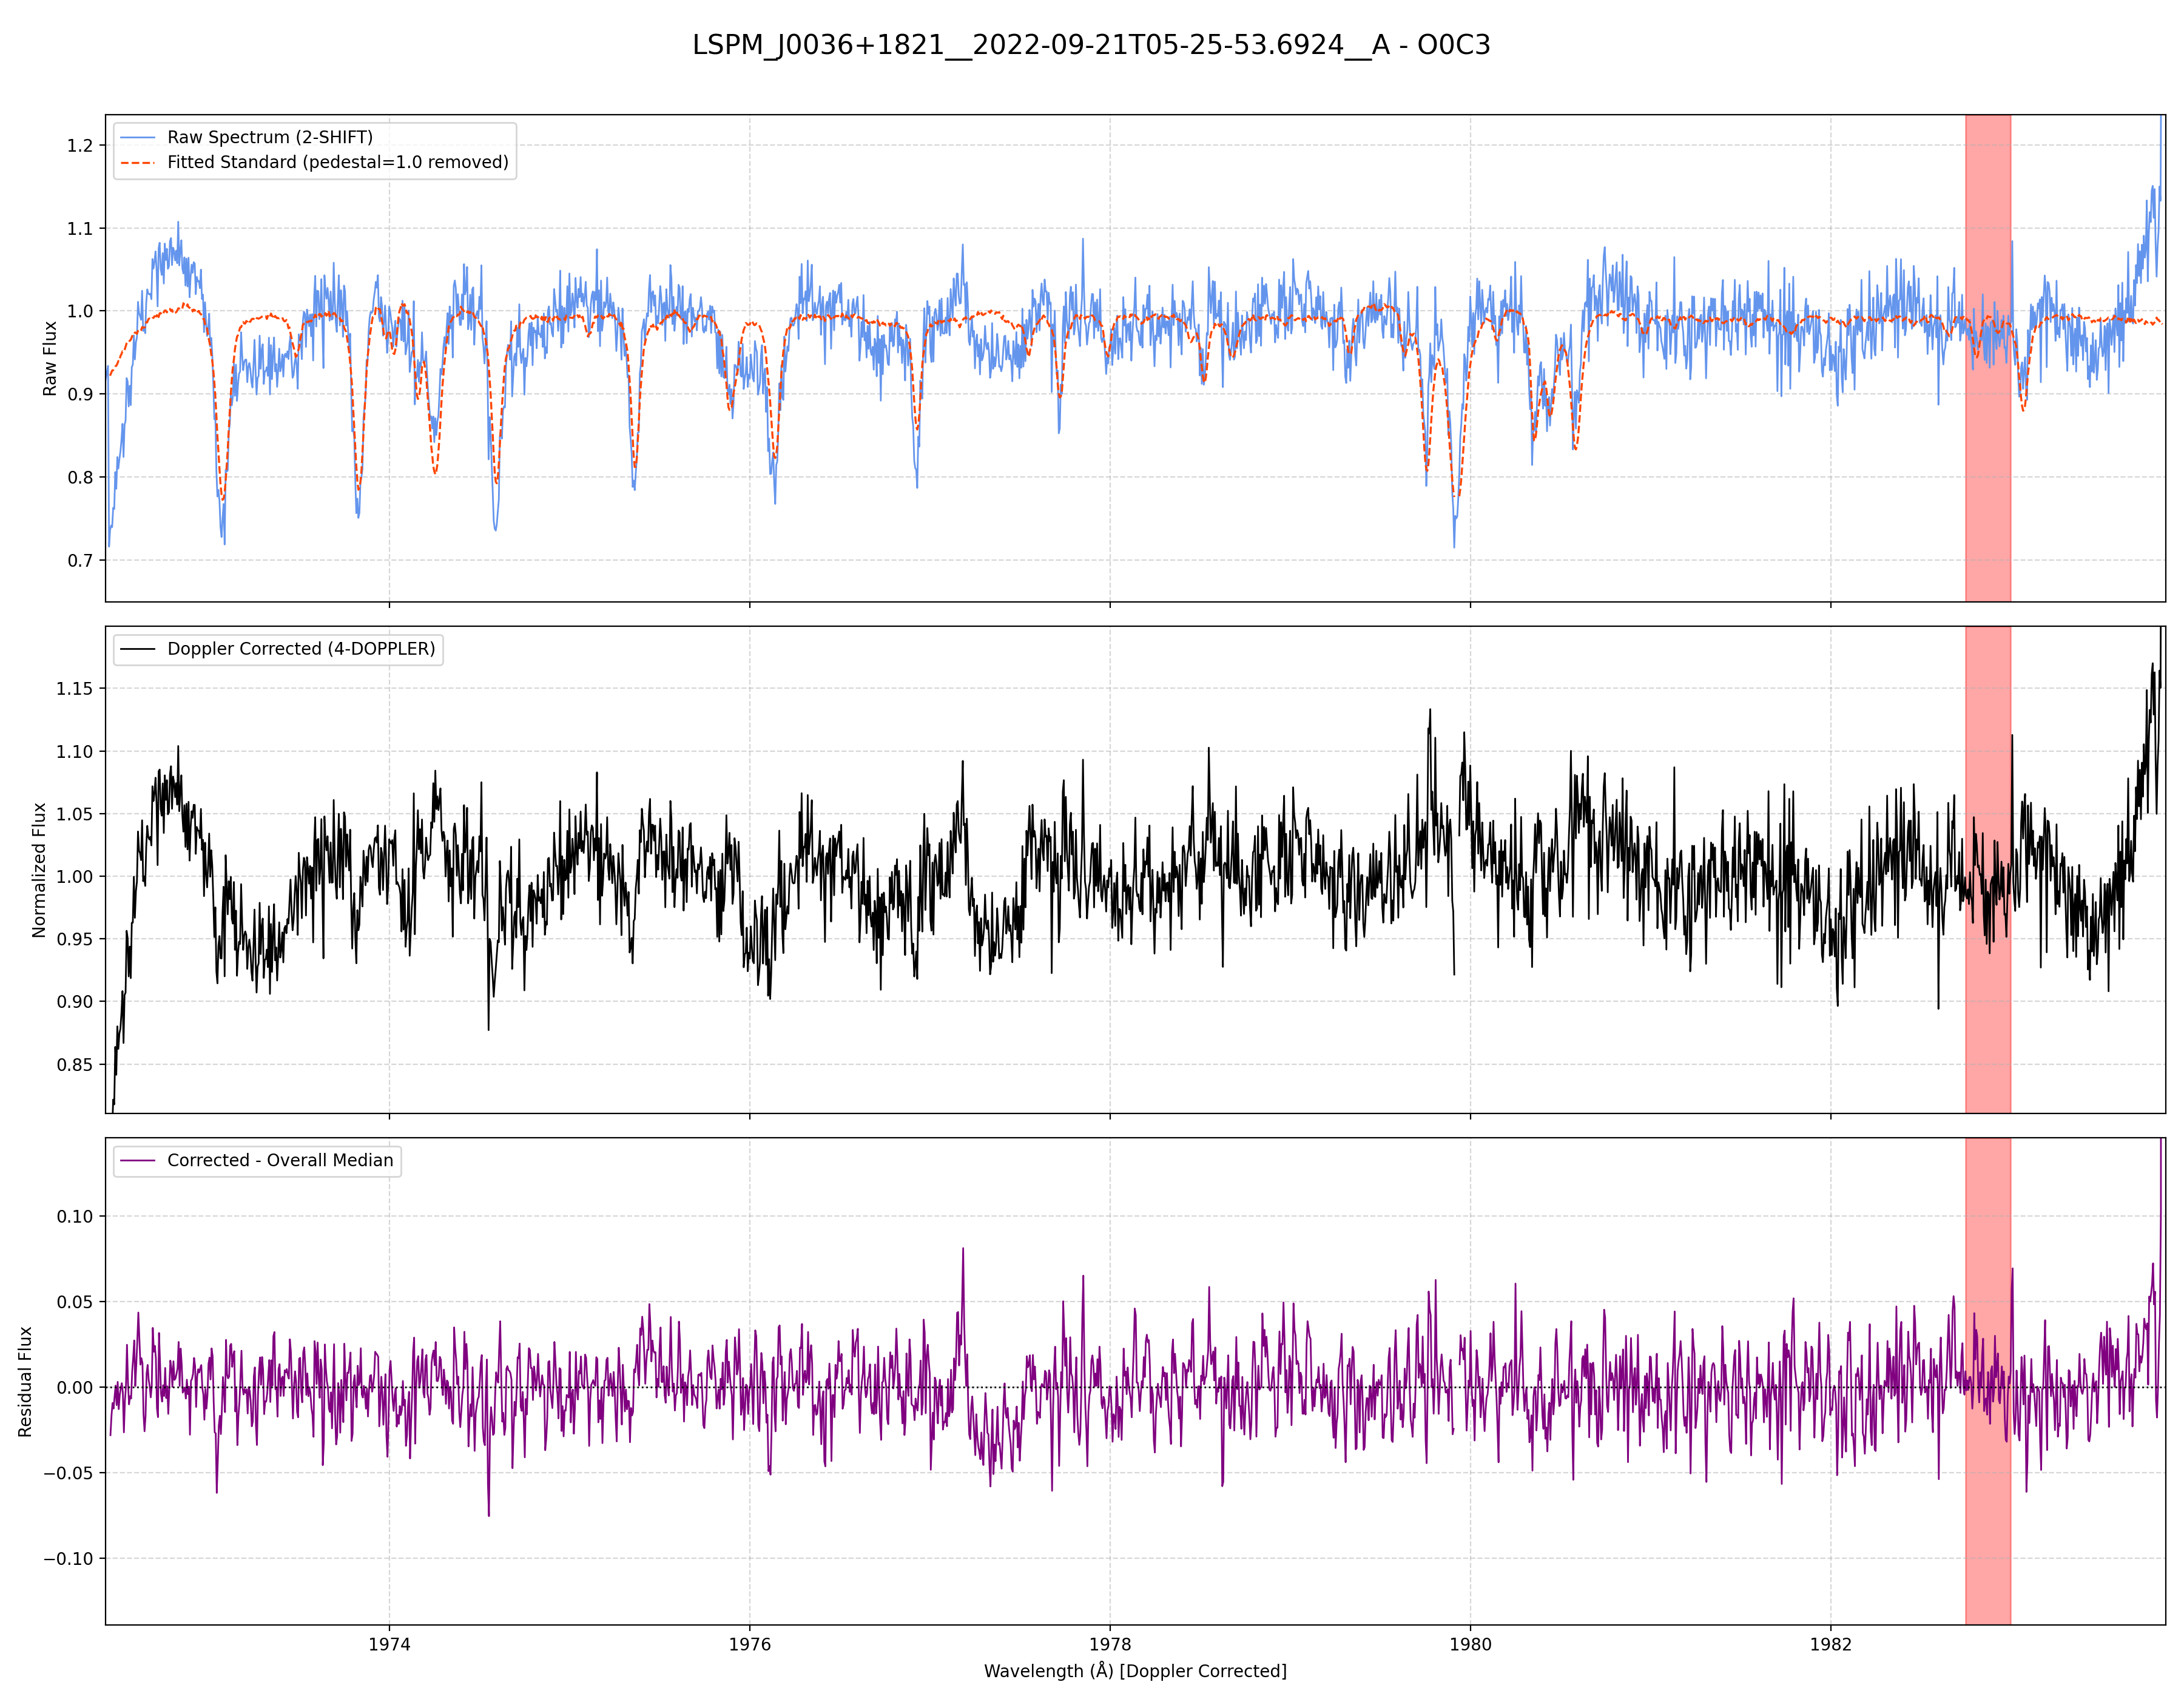 LSPM_J0036+1821__2022-09-21T05-25-53.6924__A - O0C3
Raw Spectrum (2-SHIFT)
Fitted Standard (pedestal=1.0 removed)
Raw Flux
1.2
1.1
1.0
0.9
0.8
0.7
Doppler Corrected (4-DOPPLER)
Normalized Flux
1.15
1.10
1.05
1.00
0.95
0.90
0.85
Corrected - Overall Median
Residual Flux
0.10
0.05
0.00
−0.05
−0.10
1974 1976 1978 1980 1982
Wavelength (Å) [Doppler Corrected]